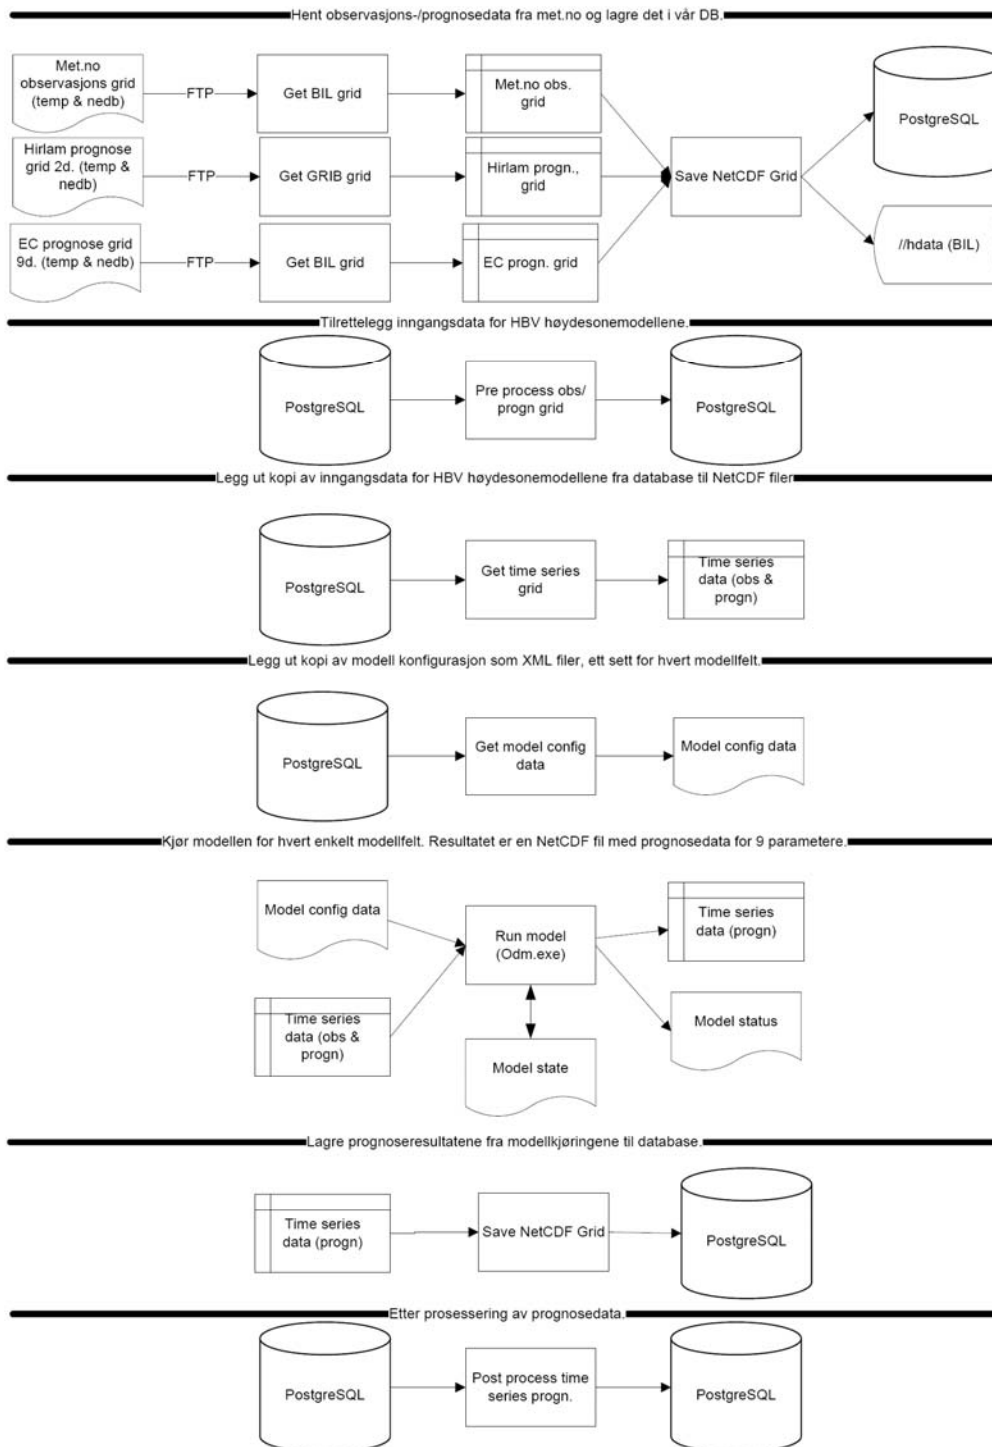 Hent observasjons-/prognosedata fra met.no og lagre det i vår DB.
Met.no
observasjons grid
(temp & nedb)
FTP
Get BIL grid
Met.no obs.
grid
PostgreSQL
Hirlam prognose
grid 2d. (temp &
nedb)
FTP
Get GRIB grid
Hirlam progn.,
grid
Save NetCDF Grid
EC prognose grid
9d. (temp & nedb)
FTP
Get BIL grid
EC progn. grid
//hdata (BIL)
Tilrettelegg inngangsdata for HBV høydesonemodellene.
PostgreSQL
Pre process obs/
progn grid
PostgreSQL
Legg ut kopi av inngangsdata for HBV høydesonemodellene fra database til NetCDF filer
PostgreSQL
Get time series
grid
Time series
data (obs &
progn)
Legg ut kopi av modell konfigurasjon som XML filer, ett sett for hvert modellfelt.
PostgreSQL
Get model config
data
Model config data
Kjør modellen for hvert enkelt modellfelt. Resultatet er en NetCDF fil med prognosedata for 9 parametere.
Model config data
Run model
(Odm.exe)
Time series
data (progn)
Time series
data (obs &
progn)
Model state
Model status
Lagre prognoseresultatene fra modellkjøringene til database.
Time series
data (progn)
Save NetCDF Grid
PostgreSQL
Etter prosessering av prognosedata.
PostgreSQL
Post process time
series progn.
PostgreSQL